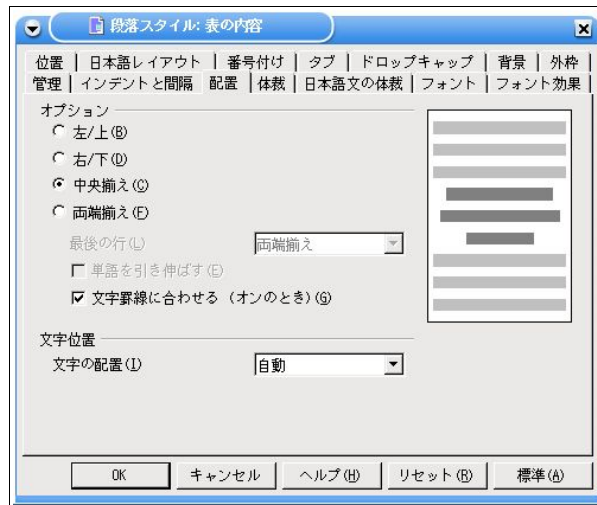 段落スタイル: 表の内容
位置 日本語レイアウト 番号付け タブ ドロップキャップ 背景 外枠
管理 インデントと間隔 配置 体裁 日本語文の体裁 フォント フォント効果
オプション
左/上(B)
右/下(D)
中央揃え(C)
両端揃え(F)
最後の行(L) 両端揃え
単語を引き伸ばす(E)
文字罫線に合わせる (オンのとき)(G)
文字位置
文字の配置(I) 自動
OK キャンセル ヘルプ(H) リセット(R) 標準(A)